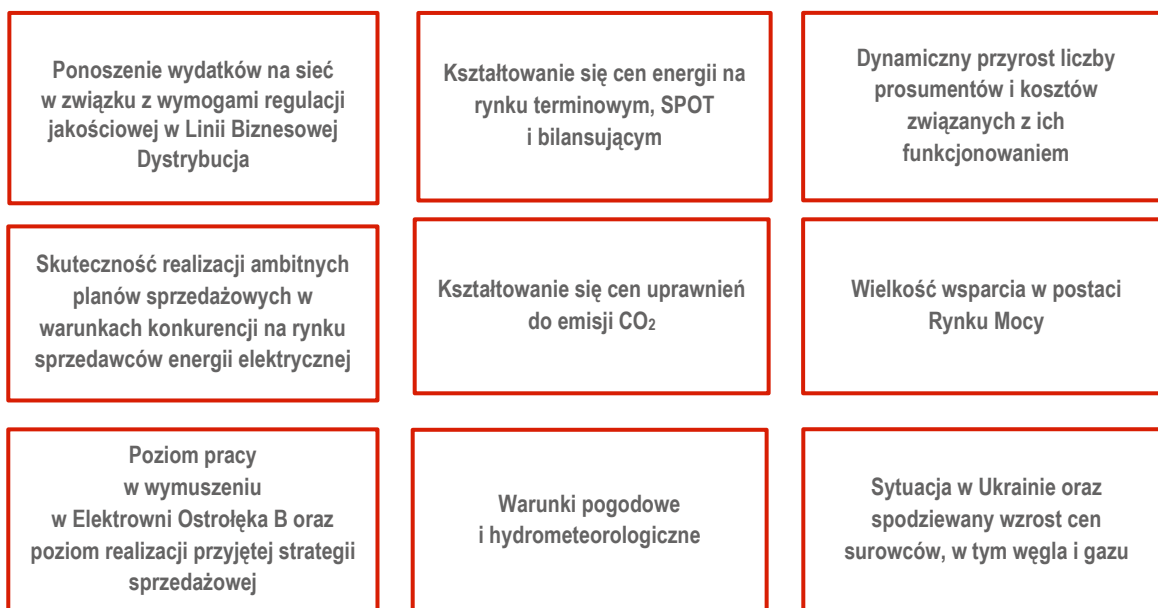 Ponoszenie wydatków na sieć
w związku z wymogami regulacji
jakościowej w Linii Biznesowej
Dystrybucja
Kształtowanie się cen energii na
rynku terminowym, SPOT
i bilansującym
Dynamiczny przyrost liczby
prosumentów i kosztów
związanych z ich
funkcjonowaniem
Skuteczność realizacji ambitnych
planów sprzedażowych w
warunkach konkurencji na rynku
sprzedawców energii elektrycznej
Kształtowanie się cen uprawnień
do emisji CO₂
Wielkość wsparcia w postaci
Rynku Mocy
Poziom pracy
w wymuszeniu
w Elektrowni Ostrołęka B oraz
poziom realizacji przyjętej strategii
sprzedażowej
Warunki pogodowe
i hydrometeorologiczne
Sytuacja w Ukrainie oraz
spodziewany wzrost cen
surowców, w tym węgla i gazu